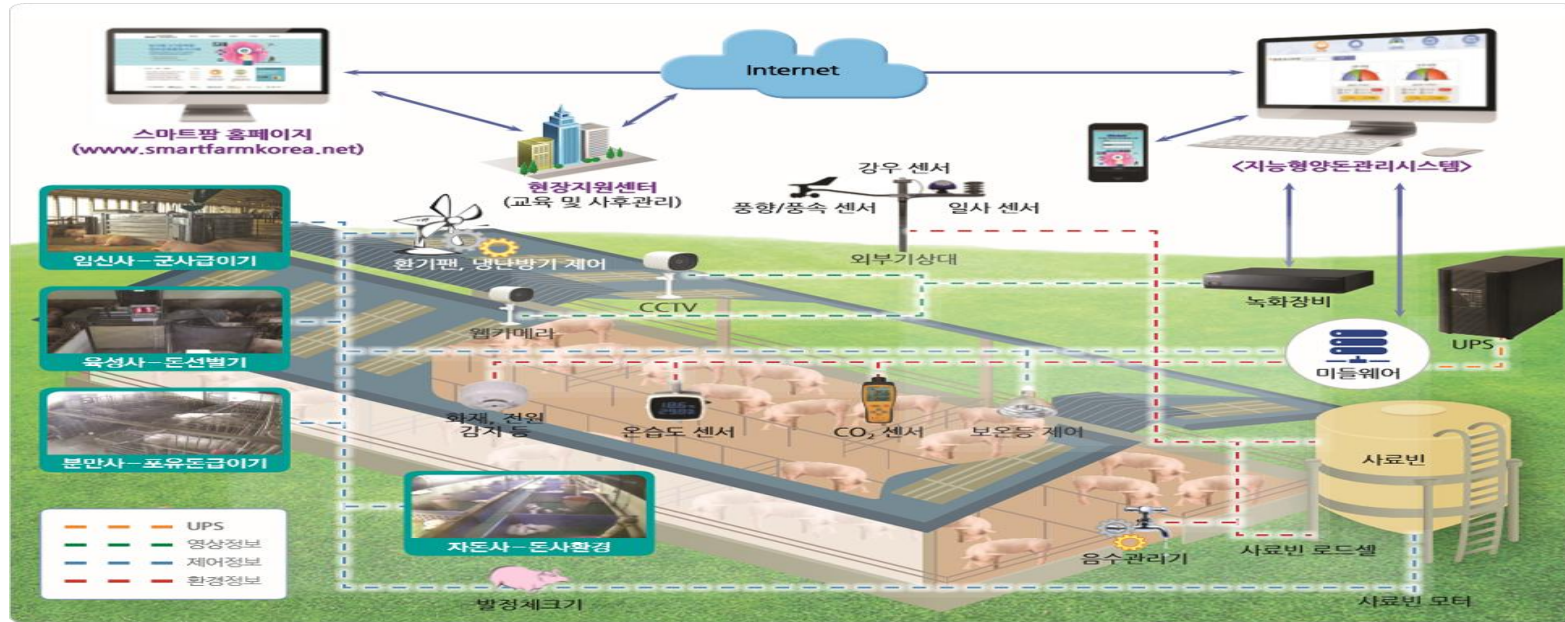 Internet
스마트팜 홈페이지
(www.smartfarmkorea.net)
현장지원센터
(교육 및 사후관리)
<지능형양돈관리시스템>
강우 센서
풍향/풍속 센서
일사 센서
외부기상대
임신사-군사급이기
환기팬, 냉난방기 제어
CCTV
웹카메라
녹화장비
UPS
미들웨어
육성사-돈선별기
화재, 전원
감지 등
온습도 센서
CO₂ 센서
보온등 제어
사료빈
분만사-포유돈급이기
자돈사-돈사환경
음수관리기
사료빈 로드셀
사료빈 모터
발정체크기
UPS
영상정보
제어정보
환경정보